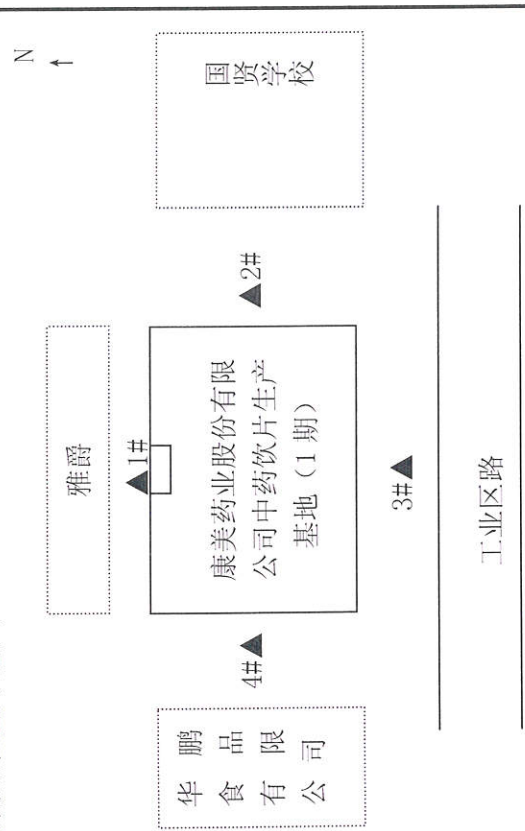 N
雅爵
1#
国贤学校
2#
康美药业股份有限
公司中药饮片生产
基地（1 期）
4#
华 鹏
食 品
有 限
公 司
3#
工业区路